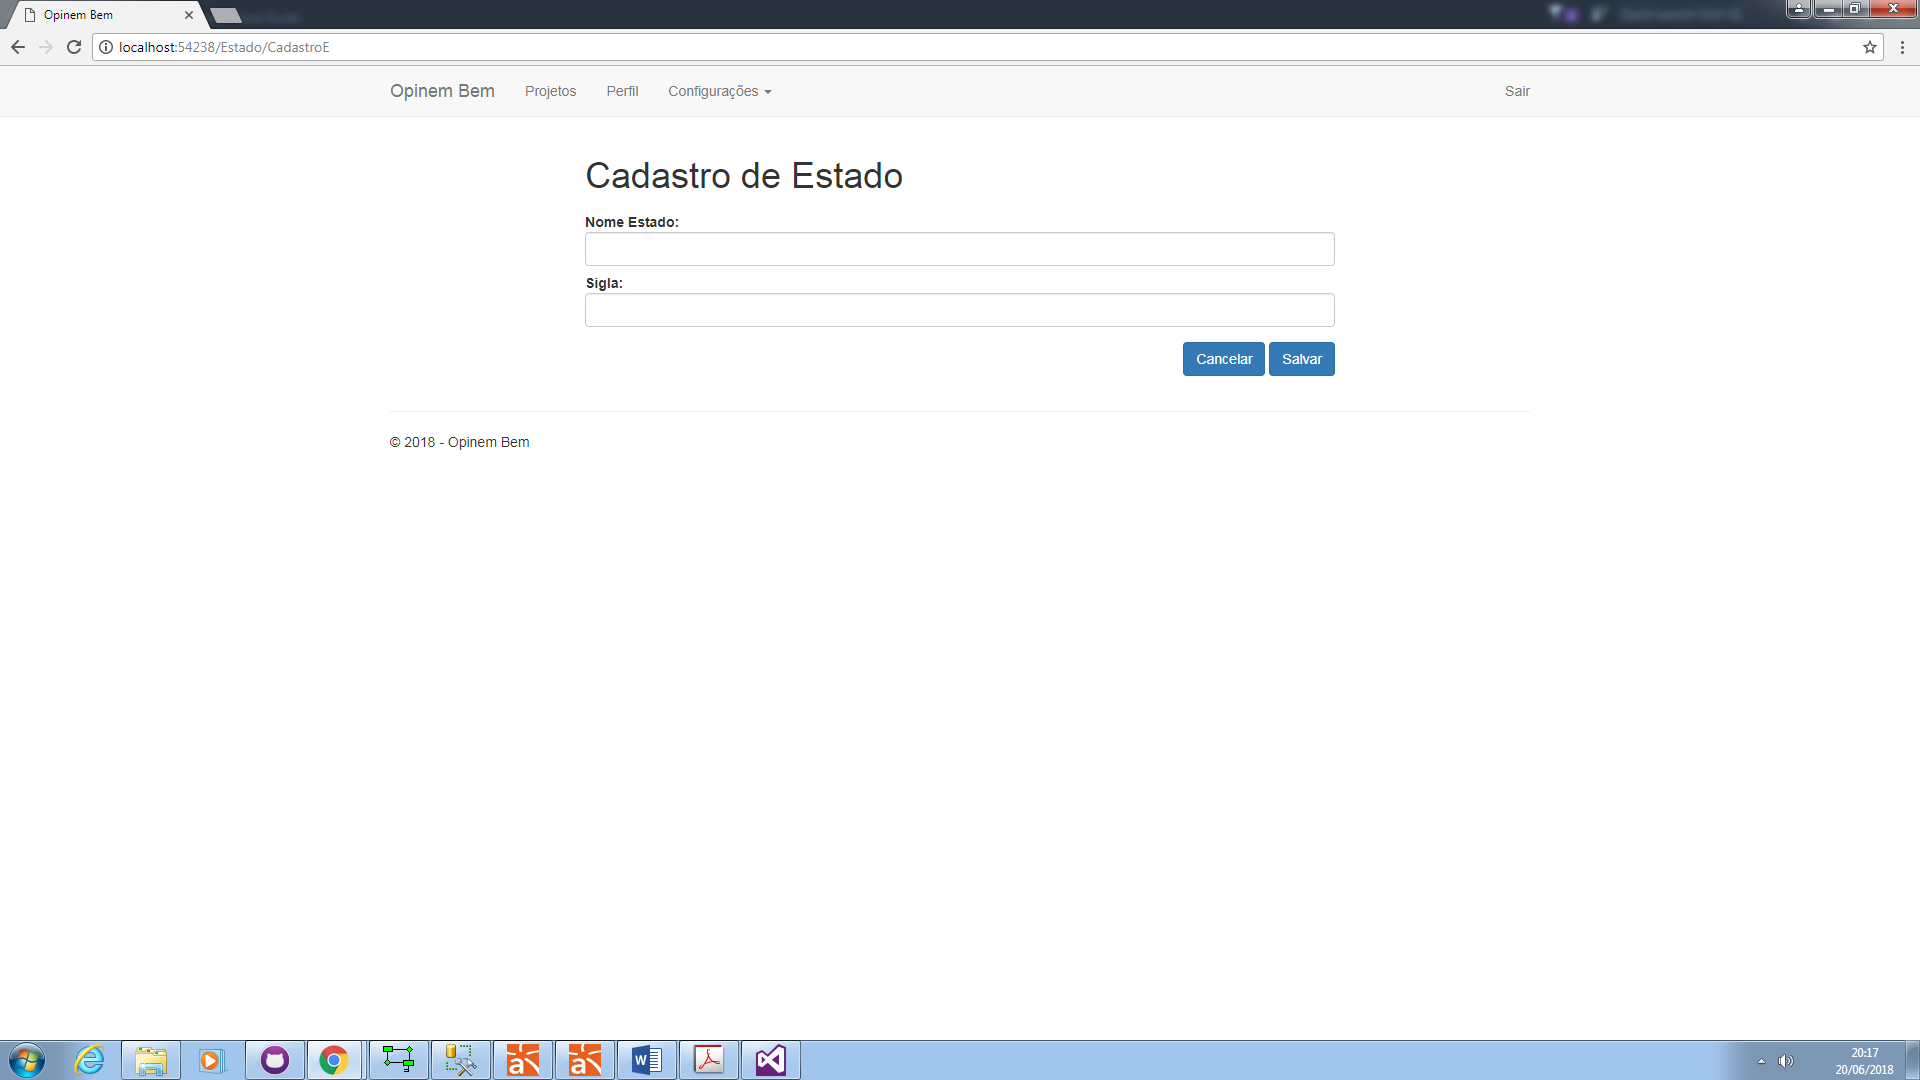 Opinem Bem
localhost:54238/Estado/CadastroE
Opinem Bem Projetos Perfil Configurações Sair
Cadastro de Estado
Nome Estado:
Sigla:
Cancelar Salvar
© 2018 - Opinem Bem
20:17
20/06/2018